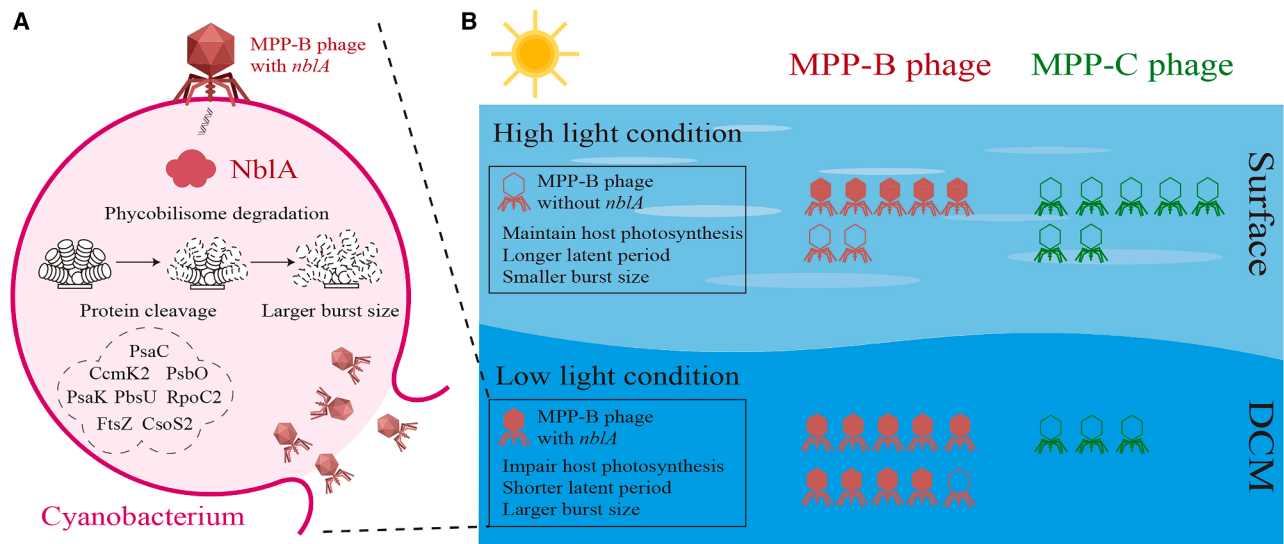 A
MPP-B phage
with nblA
NblA
Phycobilisome degradation
Protein cleavage
Larger burst size
PsaC
CcmK2 PsbO
PsaK PbsU RpoC2
FtsZ CsoS2
Cyanobacterium
B
MPP-B phage
MPP-C phage
High light condition
MPP-B phage
without nblA
Maintain host photosynthesis
Longer latent period
Smaller burst size
Surface
Low light condition
MPP-B phage
with nblA
Impair host photosynthesis
Shorter latent period
Larger burst size
DCM